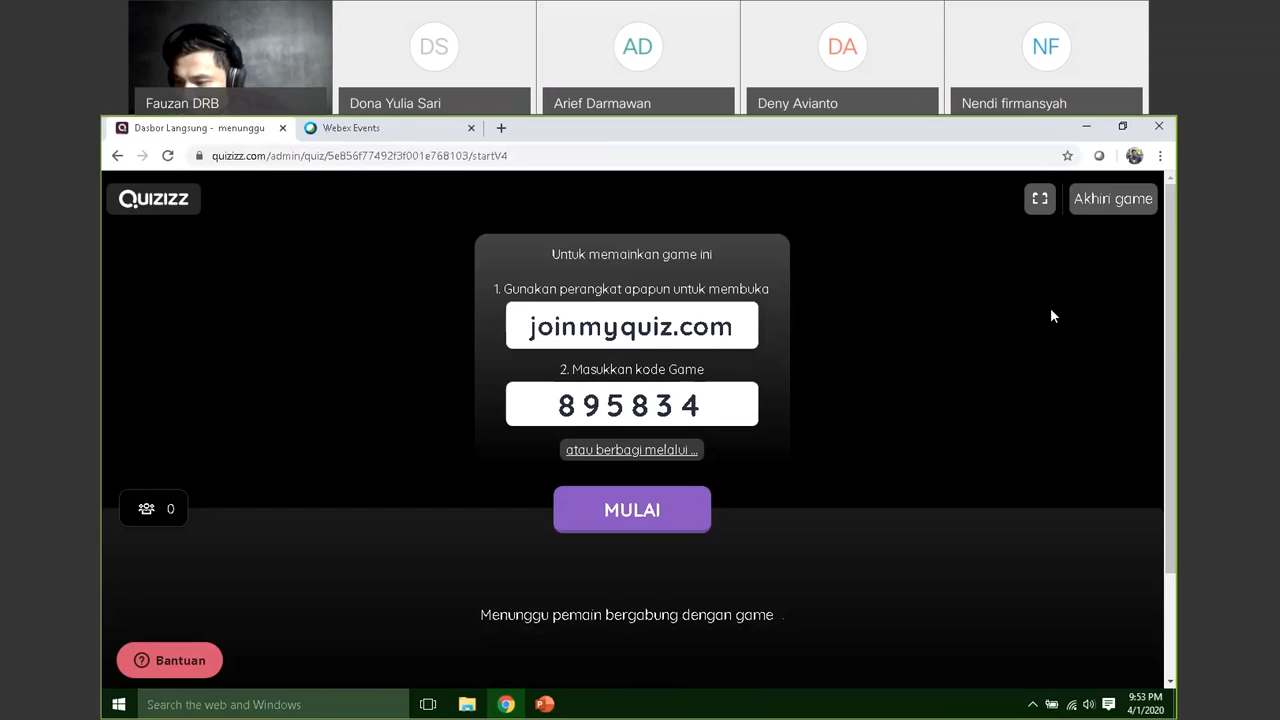 DS
AD
DA
NF
Fauzan DRB
Dona Yulia Sari
Arief Darmawan
Deny Avianto
Nendi firmansyah
Dasbor Langsung - menunggu
Webex Events
quizizz.com/admin/quiz/5e856f77492f3f001e768103/startV4
QUIZIZZ
Akhiri game
Untuk memainkan game ini
1. Gunakan perangkat apapun untuk membuka
joinmyquiz.com
2. Masukkan kode Game
895834
atau berbagi melalui ...
0
MULAI
Menunggu pemain bergabung dengan game .
Bantuan
Search the web and Windows
9:53 PM
4/1/2020